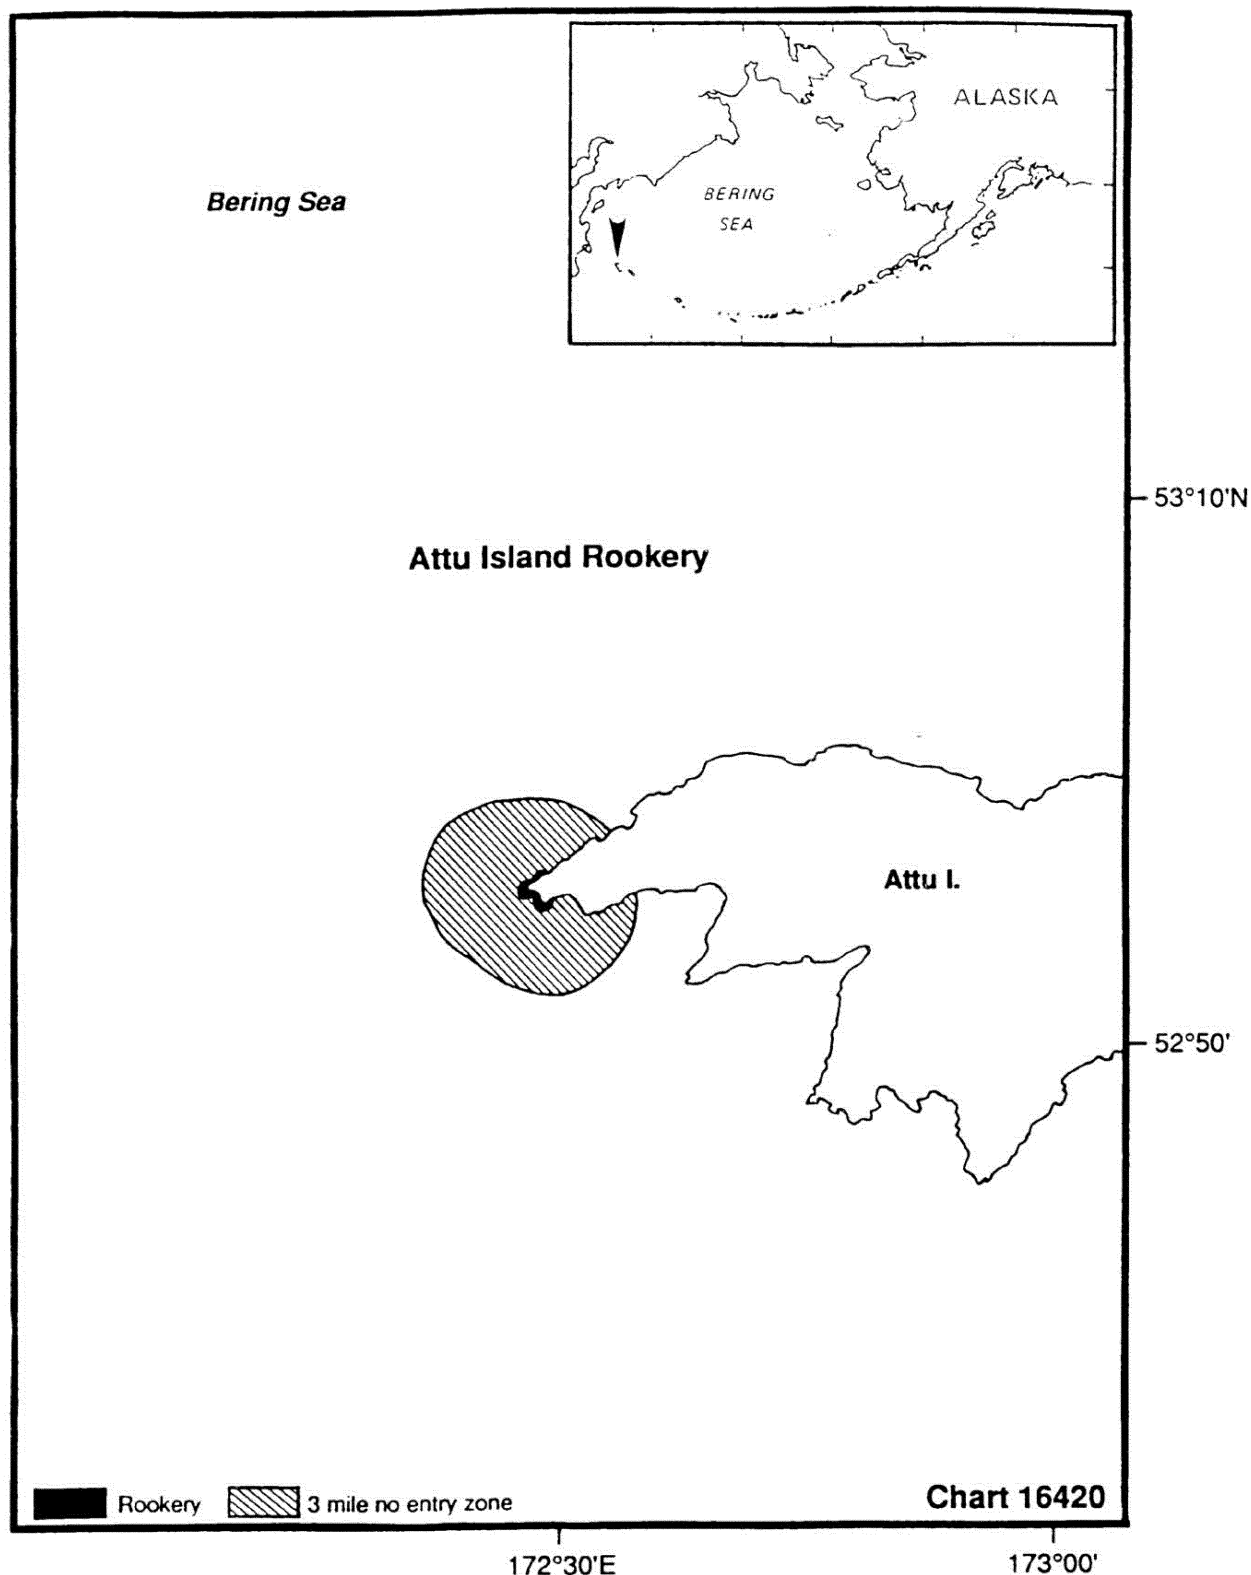 ALASKA
BERING
SEA
Bering Sea
53°10'N
Attu Island Rookery
Attu I.
52°50'
Rookery
3 mile no entry zone
Chart 16420
172°30'E
173°00'